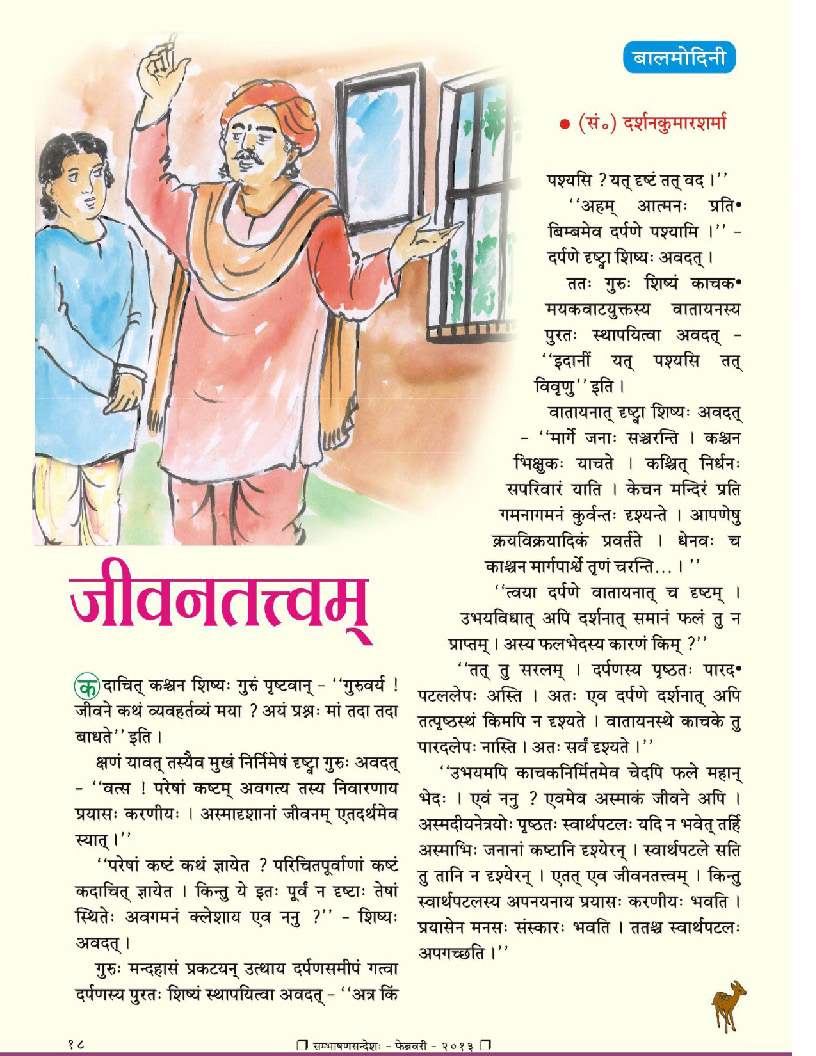 बालमोदिनी
जीवनतत्त्वम्
• (सं॰) दर्शनकुमारशर्मा
कदाचित् कश्चन शिष्यः गुरुं पृष्टवान् – ‘‘गुरुवर्य !
जीवने कथं व्यवहर्तव्यं मया ? अयं प्रश्नः मां तदा तदा
बाधते’’ इति ।
क्षणं यावत् तस्यैव मुखं निर्निमेषं दृष्ट्वा गुरुः अवदत्
– ‘‘वत्स ! परेषां कष्टम् अवगत्य तस्य निवारणाय
प्रयासः करणीयः । अस्मादृशानां जीवनम् एतदर्थमेव
स्यात् ।’’
‘‘परेषां कष्टं कथं ज्ञायेत ? परिचितपूर्वाणां कष्टं
कदाचित् ज्ञायेत । किन्तु ये इतः पूर्वं न दृष्टाः तेषां
स्थितेः अवगमनं क्लेशाय एव ननु ?’’ – शिष्यः
अवदत् ।
गुरुः मन्दहासं प्रकटयन् उत्थाय दर्पणसमीपं गत्वा
दर्पणस्य पुरतः शिष्यं स्थापयित्वा अवदत् – ‘‘अत्र किं
पश्यसि ? यत् दृष्टं तत् वद ।’’
‘‘अहम् आत्मनः प्रति•
बिम्बमेव दर्पणे पश्यामि ।’’ –
दर्पणे दृष्ट्वा शिष्यः अवदत् ।
ततः गुरुः शिष्यं काचक•
मयकवाटयुक्तस्य वातायनस्य
पुरतः स्थापयित्वा अवदत् –
‘‘इदानीं यत् पश्यसि तत्
विवृणु’’ इति ।
वातायनात् दृष्ट्वा शिष्यः अवदत्
– ‘‘मार्गे जनाः सञ्चरन्ति । कश्चन
भिक्षुकः याचते । कश्चित् निर्धनः
सपरिवारं याति । केचन मन्दिरं प्रति
गमनागमनं कुर्वन्तः दृश्यन्ते । आपणेषु
क्रयविक्रयादिकं प्रवर्तते । धेनवः च
काश्चन मार्गपार्श्वे तृणं चरन्ति... । ’’
‘‘त्वया दर्पणे वातायनात् च दृष्टम् ।
उभयविधात् अपि दर्शनात् समानं फलं तु न
प्राप्तम् । अस्य फलभेदस्य कारणं किम् ?’’
‘‘तत् तु सरलम् । दर्पणस्य पृष्ठतः पारद•
पटललेपः अस्ति । अतः एव दर्पणे दर्शनात् अपि
तत्पृष्ठस्थं किमपि न दृश्यते । वातायनस्थे काचके तु
पारदलेपः नास्ति । अतः सर्वं दृश्यते ।’’
‘‘उभयमपि काचकनिर्मितमेव चेदपि फले महान्
भेदः । एवं ननु ? एवमेव अस्माकं जीवने अपि ।
अस्मदीयनेत्रयोः पृष्ठतः स्वार्थपटलः यदि न भवेत् तर्हि
अस्माभिः जनानां कष्टानि दृश्येरन् । स्वार्थपटले सति
तु तानि न दृश्येरन् । एतत् एव जीवनतत्त्वम् । किन्तु
स्वार्थपटलस्य अपनयनाय प्रयासः करणीयः भवति ।
प्रयासेन मनसः संस्कारः भवति । ततश्च स्वार्थपटलः
अपगच्छति ।’’
१८
❐ सम्भाषणसन्देशः - फेब्रवरी - २०१३ ❐